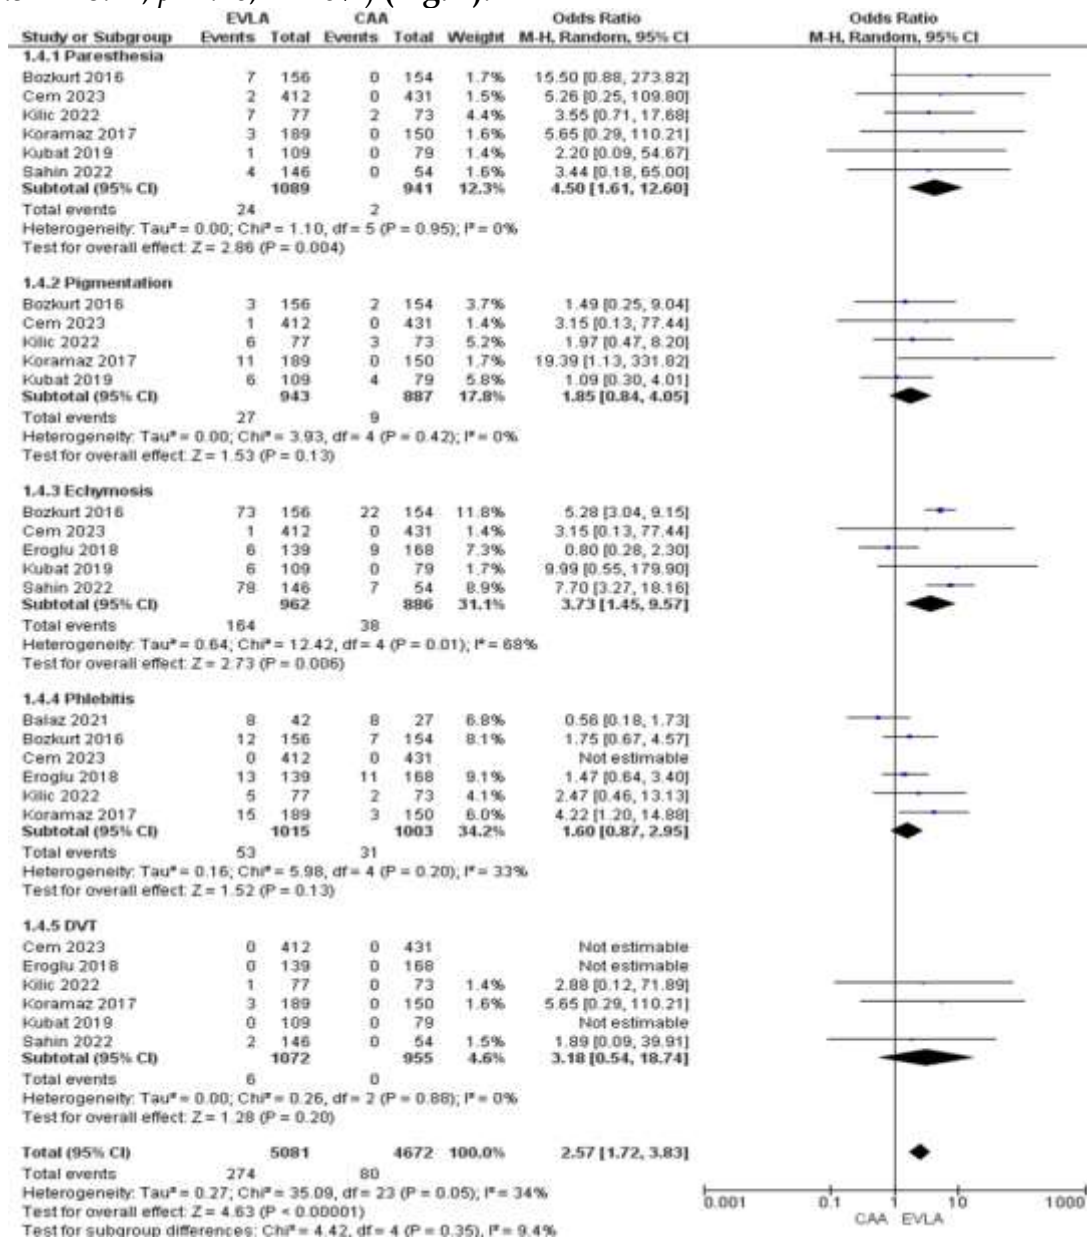 EVLA CAA Odds Ratio Odds Ratio
Study or Subgroup Events Total Events Total Weight M-H, Random, 95% CI M-H, Random, 95% CI
1.4.1 Paresthesia
Bozkurt 2016 7 156 0 154 1.7% 15.50 [0.88, 273.82]
Cem 2023 2 412 0 431 1.5% 5.26 [0.25, 109.80]
Kilic 2022 7 77 2 73 4.4% 3.55 [0.71, 17.68]
Koramaz 2017 3 189 0 150 1.6% 5.65 [0.29, 110.21]
Kubat 2019 1 109 0 79 1.4% 2.20 [0.09, 54.67]
Sahin 2022 4 146 0 54 1.6% 3.44 [0.18, 65.00]
Subtotal (95% CI) 1089 941 12.3% 4.50 [1.61, 12.60]
Total events 24 2
Heterogeneity: Tau² = 0.00; Chi² = 1.10, df = 5 (P = 0.95); I² = 0%
Test for overall effect: Z = 2.86 (P = 0.004)
1.4.2 Pigmentation
Bozkurt 2016 3 156 2 154 3.7% 1.49 [0.25, 9.04]
Cem 2023 1 412 0 431 1.4% 3.15 [0.13, 77.44]
Kilic 2022 6 77 3 73 5.2% 1.97 [0.47, 8.20]
Koramaz 2017 11 189 0 150 1.7% 19.39 [1.13, 331.82]
Kubat 2019 6 109 4 79 5.8% 1.09 [0.30, 4.01]
Subtotal (95% CI) 943 887 17.8% 1.85 [0.84, 4.05]
Total events 27 9
Heterogeneity: Tau² = 0.00; Chi² = 3.93, df = 4 (P = 0.42); I² = 0%
Test for overall effect: Z = 1.53 (P = 0.13)
1.4.3 Echymosis
Bozkurt 2016 73 156 22 154 11.8% 5.28 [3.04, 9.15]
Cem 2023 1 412 0 431 1.4% 3.15 [0.13, 77.44]
Eroglu 2018 6 139 9 168 7.3% 0.80 [0.28, 2.30]
Kubat 2019 6 109 0 79 1.7% 9.99 [0.55, 179.90]
Sahin 2022 78 146 7 54 8.9% 7.70 [3.27, 18.16]
Subtotal (95% CI) 962 886 31.1% 3.73 [1.45, 9.57]
Total events 164 38
Heterogeneity: Tau² = 0.64; Chi² = 12.42, df = 4 (P = 0.01); I² = 68%
Test for overall effect: Z = 2.73 (P = 0.006)
1.4.4 Phlebitis
Balaz 2021 8 42 8 27 6.8% 0.56 [0.18, 1.73]
Bozkurt 2016 12 156 7 154 8.1% 1.75 [0.67, 4.57]
Cem 2023 0 412 0 431 Not estimable
Eroglu 2018 13 139 11 168 9.1% 1.47 [0.64, 3.40]
Kilic 2022 5 77 2 73 4.1% 2.47 [0.46, 13.13]
Koramaz 2017 15 189 3 150 6.0% 4.22 [1.20, 14.88]
Subtotal (95% CI) 1015 1003 34.2% 1.60 [0.87, 2.95]
Total events 53 31
Heterogeneity: Tau² = 0.16; Chi² = 5.98, df = 4 (P = 0.20); I² = 33%
Test for overall effect: Z = 1.52 (P = 0.13)
1.4.5 DVT
Cem 2023 0 412 0 431 Not estimable
Eroglu 2018 0 139 0 168 Not estimable
Kilic 2022 1 77 0 73 1.4% 2.88 [0.12, 71.89]
Koramaz 2017 3 189 0 150 1.6% 5.65 [0.29, 110.21]
Kubat 2019 0 109 0 79 Not estimable
Sahin 2022 2 146 0 54 1.5% 1.89 [0.09, 39.91]
Subtotal (95% CI) 1072 955 4.6% 3.18 [0.54, 18.74]
Total events 6 0
Heterogeneity: Tau² = 0.00; Chi² = 0.26, df = 2 (P = 0.88); I² = 0%
Test for overall effect: Z = 1.28 (P = 0.20)
Total (95% CI) 5081 4672 100.0% 2.57 [1.72, 3.83]
Total events 274 80
Heterogeneity: Tau² = 0.27; Chi² = 35.09, df = 23 (P = 0.05); I² = 34%
Test for overall effect: Z = 4.63 (P < 0.00001)
Test for subgroup differences: Chi² = 4.42, df = 4 (P = 0.35), I² = 9.4%
0.001 0.1 1 10 1000
CAA EVLA